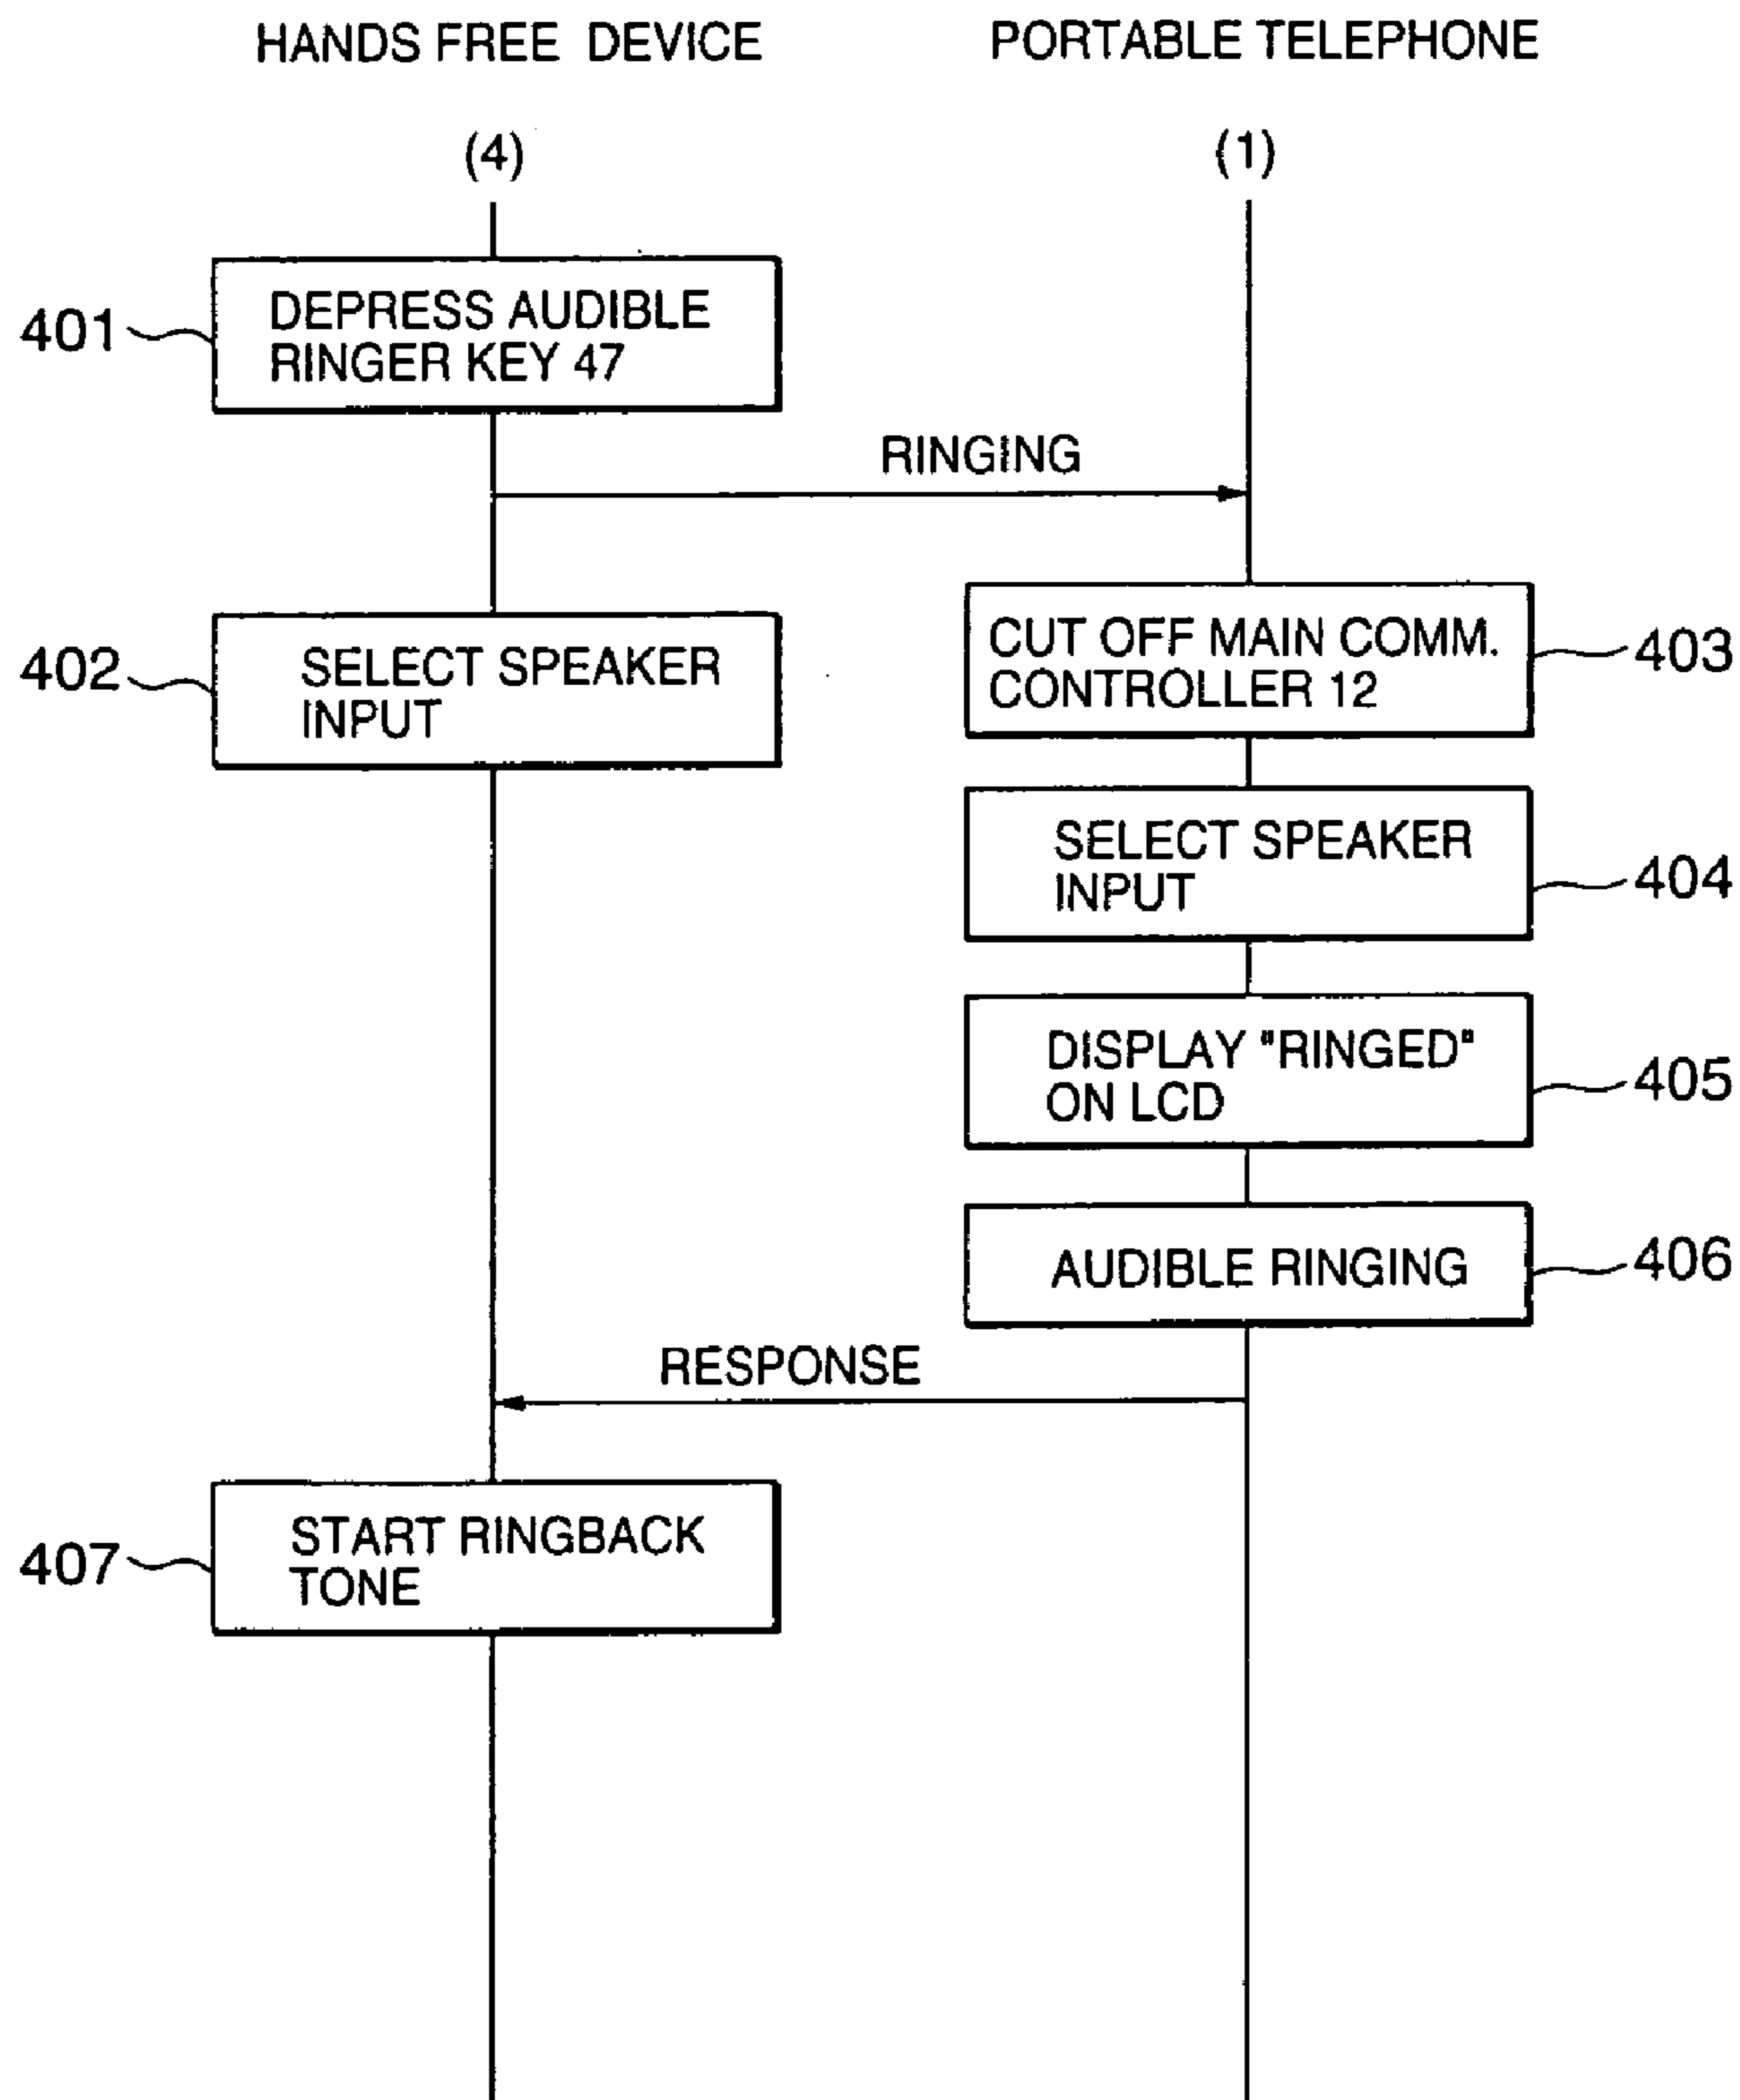 HANDS FREE DEVICE
PORTABLE TELEPHONE
(4)
(1)
401
DEPRESS AUDIBLE
RINGER KEY 47
RINGING
402
SELECT SPEAKER
INPUT
CUT OFF MAIN COMM.
CONTROLLER 12
403
SELECT SPEAKER
INPUT
404
DISPLAY "RINGED"
ON LCD
405
AUDIBLE RINGING
406
RESPONSE
407
START RINGBACK
TONE